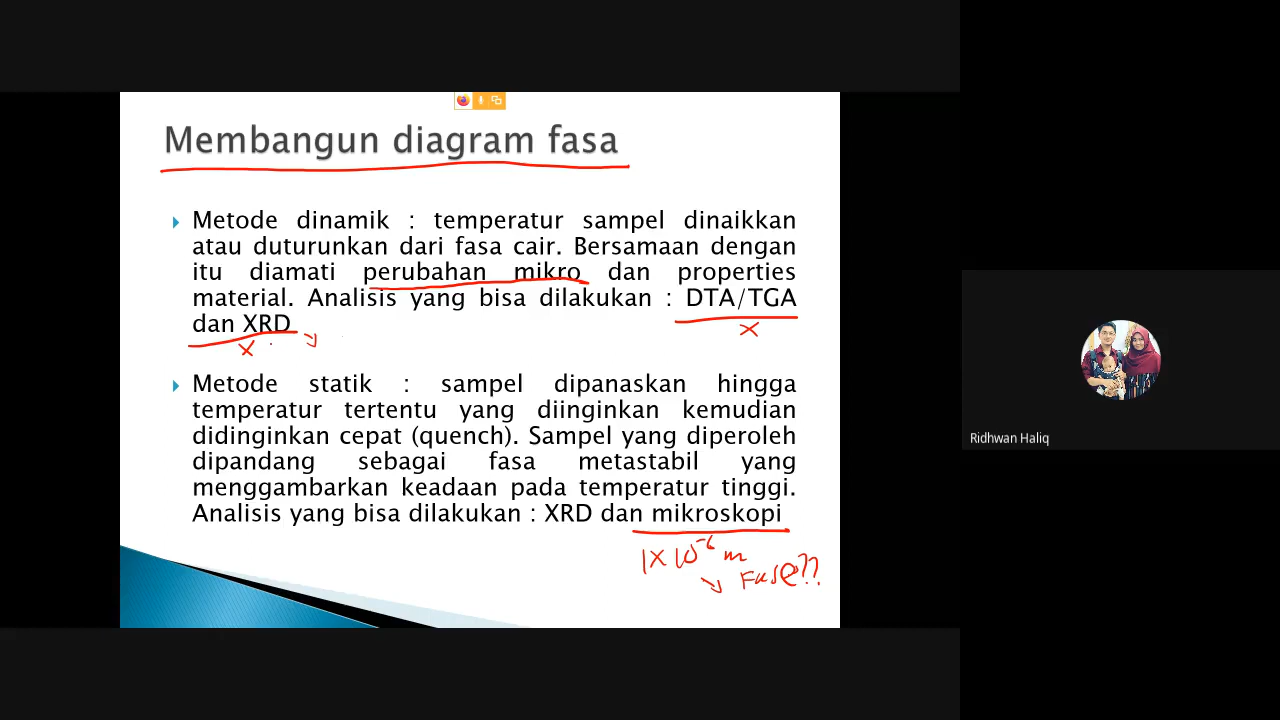 Membangun diagram fasa
Metode dinamik : temperatur sampel dinaikkan
atau duturunkan dari fasa cair. Bersamaan dengan
itu diamati perubahan mikro dan properties
material. Analisis yang bisa dilakukan : DTA/TGA
dan XRD
x
x
Metode statik : sampel dipanaskan hingga
temperatur tertentu yang diinginkan kemudian
didinginkan cepat (quench). Sampel yang diperoleh
dipandang sebagai fasa metastabil yang
menggambarkan keadaan pada temperatur tinggi.
Analisis yang bisa dilakukan : XRD dan mikroskopi
1x10⁻⁶ m
Fase??
Ridhwan Haliq